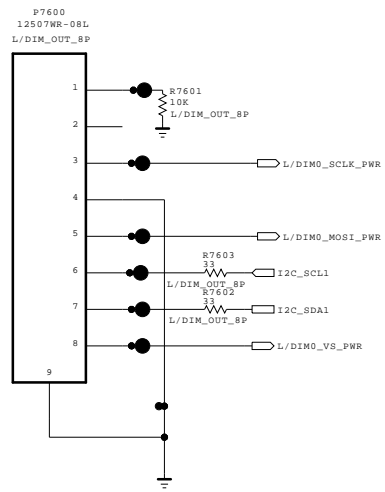 P7600
12507WR-08L
L/DIM_OUT_8P
1
R7601
10K
L/DIM_OUT_8P
2
3
L/DIM0_SCLK_PWR
4
5
L/DIM0_MOSI_PWR
R7603
33
6
I2C_SCL1
L/DIM_OUT_8P
R7602
33
7
I2C_SDA1
L/DIM_OUT_8P
8
L/DIM0_VS_PWR
9